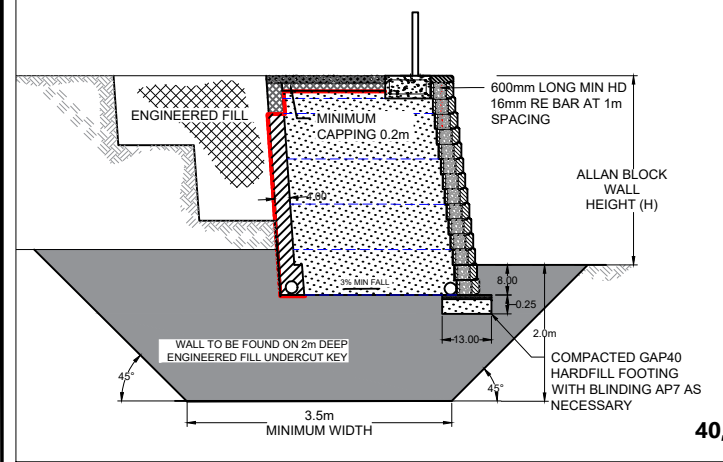 600mm LONG MIN HD
16mm RE BAR AT 1m
SPACING
ENGINEERED FILL
MINIMUM
CAPPING 0.2m
ALLAN BLOCK
WALL
HEIGHT (H)
4.00
3% MIN FALL
8.00
0.25
13.00
2.0m
WALL TO BE FOUND ON 2m DEEP
ENGINEERED FILL UNDERCUT KEY
COMPACTED GAP40
HARDFILL FOOTING
WITH BLINDING AP7 AS
NECESSARY
45°
45°
3.5m
MINIMUM WIDTH
40,